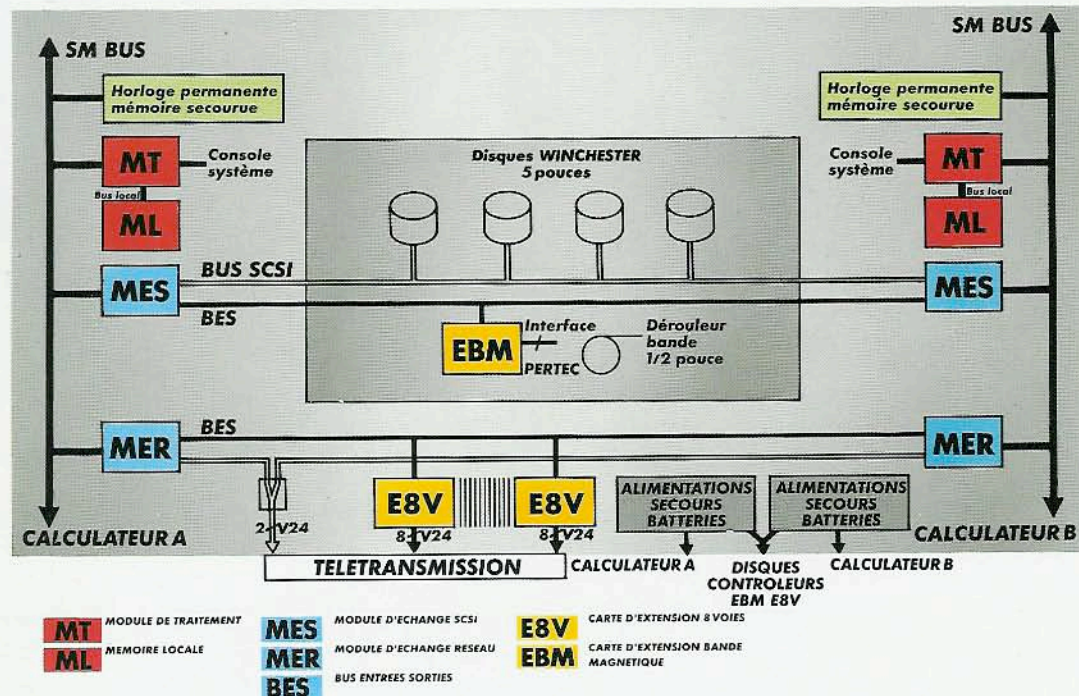 SM BUS
SM BUS
Horloge permanente
mémoire secourue
Horloge permanente
mémoire secourue
MT
Console
système
Bus local
ML
Disques WINCHESTER
5 pouces
Console
système
MT
Bus local
ML
MES
BUS SCSI
BES
MES
EBM
Interface
PERTEC
Dérouleur
bande
1/2 pouce
MER
BES
MER
E8V
E8V
2 V24
8 V24
8 V24
ALIMENTATIONS
SECOURS
BATTERIES
ALIMENTATIONS
SECOURS
BATTERIES
CALCULATEUR A
CALCULATEUR B
TELETRANSMISSION
CALCULATEUR A
DISQUES
CONTROLEURS
EBM E8V
CALCULATEUR B
MT
MODULE DE TRAITEMENT
ML
MEMOIRE LOCALE
MES
MODULE D'ECHANGE SCSI
MER
MODULE D'ECHANGE RESEAU
BES
BUS ENTREES SORTIES
E8V
CARTE D'EXTENSION 8 VOIES
EBM
CARTE D'EXTENSION BANDE
MAGNETIQUE